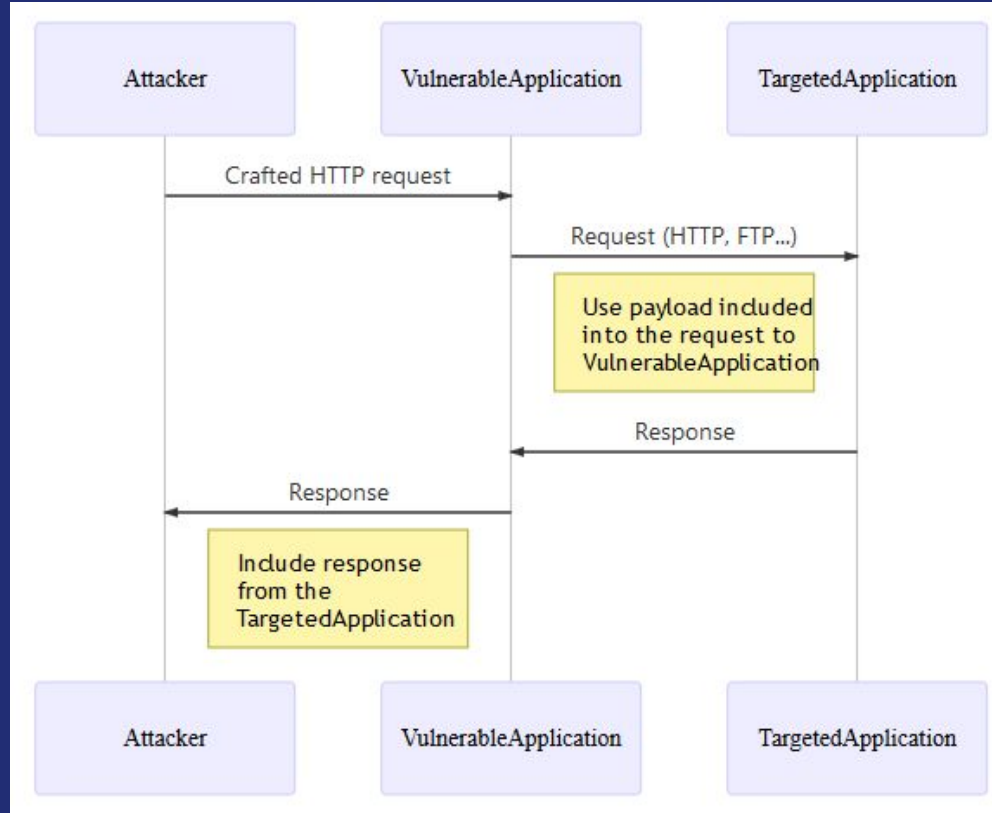 Attacker
VulnerableApplication
TargetedApplication
Crafted HTTP request
Request (HTTP, FTP...)
Use payload included
into the request to
VulnerableApplication
Response
Response
Include response
from the
TargetedApplication
Attacker
VulnerableApplication
TargetedApplication